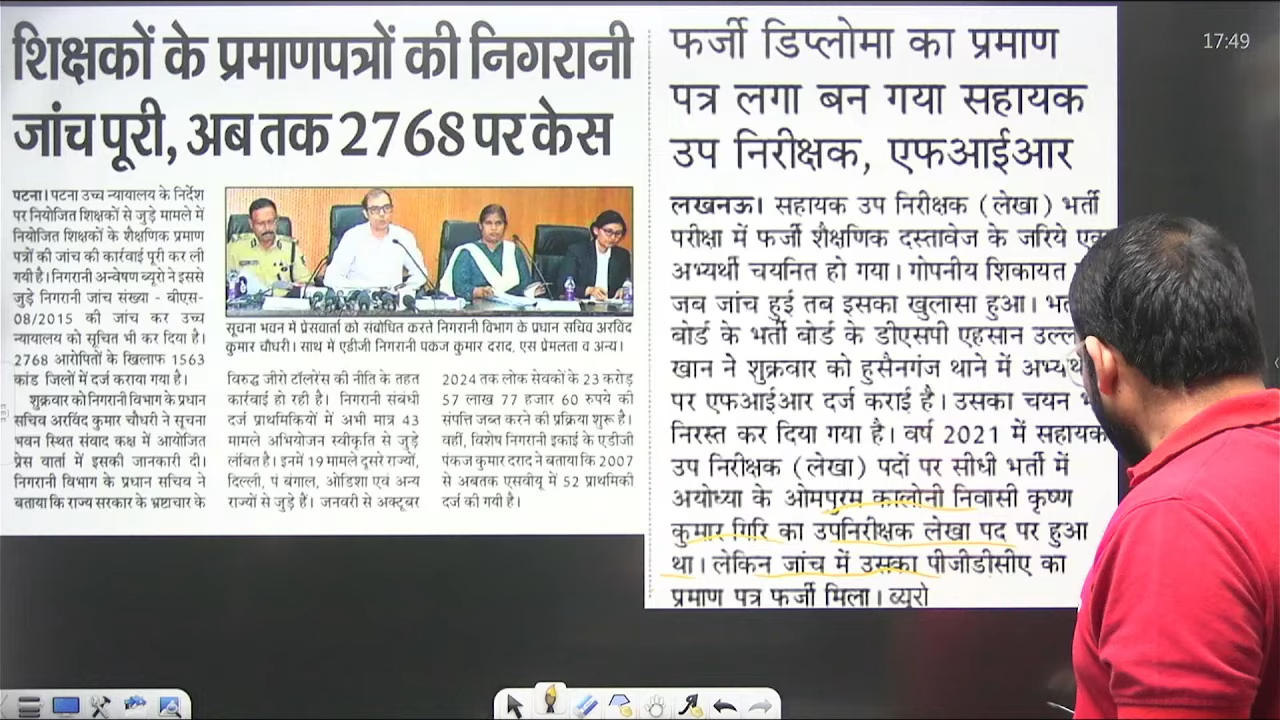 शिक्षकों के प्रमाणपत्रों की निगरानी
जांच पूरी, अब तक 2768 पर केस
पटना। पटना उच्च न्यायालय के निर्देश
पर नियोजित शिक्षकों से जुड़े मामले में
नियोजित शिक्षकों के शैक्षणिक प्रमाण
पत्रों की जांच की कार्रवाई पूरी कर ली
गयी है। निगरानी अन्वेषण ब्यूरो ने इससे
जुड़े निगरानी जांच संख्या - बीएस-
08/2015 की जांच कर उच्च
न्यायालय को सूचित भी कर दिया है।
2768 आरोपितों के खिलाफ 1563
कांड जिलों में दर्ज कराया गया है।
शुक्रवार को निगरानी विभाग के प्रधान
सचिव अरविंद कुमार चौधरी ने सूचना
भवन स्थित संवाद कक्ष में आयोजित
प्रेस वार्ता में इसकी जानकारी दी।
निगरानी विभाग के प्रधान सचिव ने
बताया कि राज्य सरकार के भ्रष्टाचार के
सूचना भवन में प्रेसवार्ता को संबोधित करते निगरानी विभाग के प्रधान सचिव अरविंद
कुमार चौधरी। साथ में एडीजी निगरानी पकज कुमार दराद, एस प्रेमलता व अन्य।
विरुद्ध जीरो टॉलरेंस की नीति के तहत
कार्रवाई हो रही है। निगरानी संबंधी
दर्ज प्राथमिकियों में अभी मात्र 43
मामले अभियोजन स्वीकृति से जुड़े
लंबित है। इनमें 19 मामले दूसरे राज्यों,
दिल्ली, पं बंगाल, ओडिशा एवं अन्य
राज्यों से जुड़े हैं। जनवरी से अक्टूबर
2024 तक लोक सेवकों के 23 करोड़
57 लाख 77 हजार 60 रुपये की
संपत्ति जब्त करने की प्रक्रिया शुरू है।
वहीं, विशेष निगरानी इकाई के एडीजी
पंकज कुमार दराद ने बताया कि 2007
से अबतक एसवीयू में 52 प्राथमिकी
दर्ज की गयी है।
फर्जी डिप्लोमा का प्रमाण
पत्र लगा बन गया सहायक
उप निरीक्षक, एफआईआर
लखनऊ। सहायक उप निरीक्षक (लेखा) भर्ती
परीक्षा में फर्जी शैक्षणिक दस्तावेज के जरिये
अभ्यर्थी चयनित हो गया। गोपनीय शिकायत
जब जांच हुई तब इसका खुलासा हुआ।
बोर्ड के भर्ती बोर्ड के डीएसपी एहसान
खान ने शुक्रवार को हुसैनगंज थाने में
पर एफआईआर दर्ज कराई है। उसका चयन
निरस्त कर दिया गया है। वर्ष 2021 में सहायक
उप निरीक्षक (लेखा) पदों पर सीधी भर्ती में
अयोध्या के ओमपुरम कालोनी निवासी कृष्ण
कुमार गिरि का उपनिरीक्षक लेखा पद पर हुआ
था। लेकिन जांच में उसका पीजीडीसीए का
प्रमाण पत्र फर्जी मिला। ब्यूरो
17:49